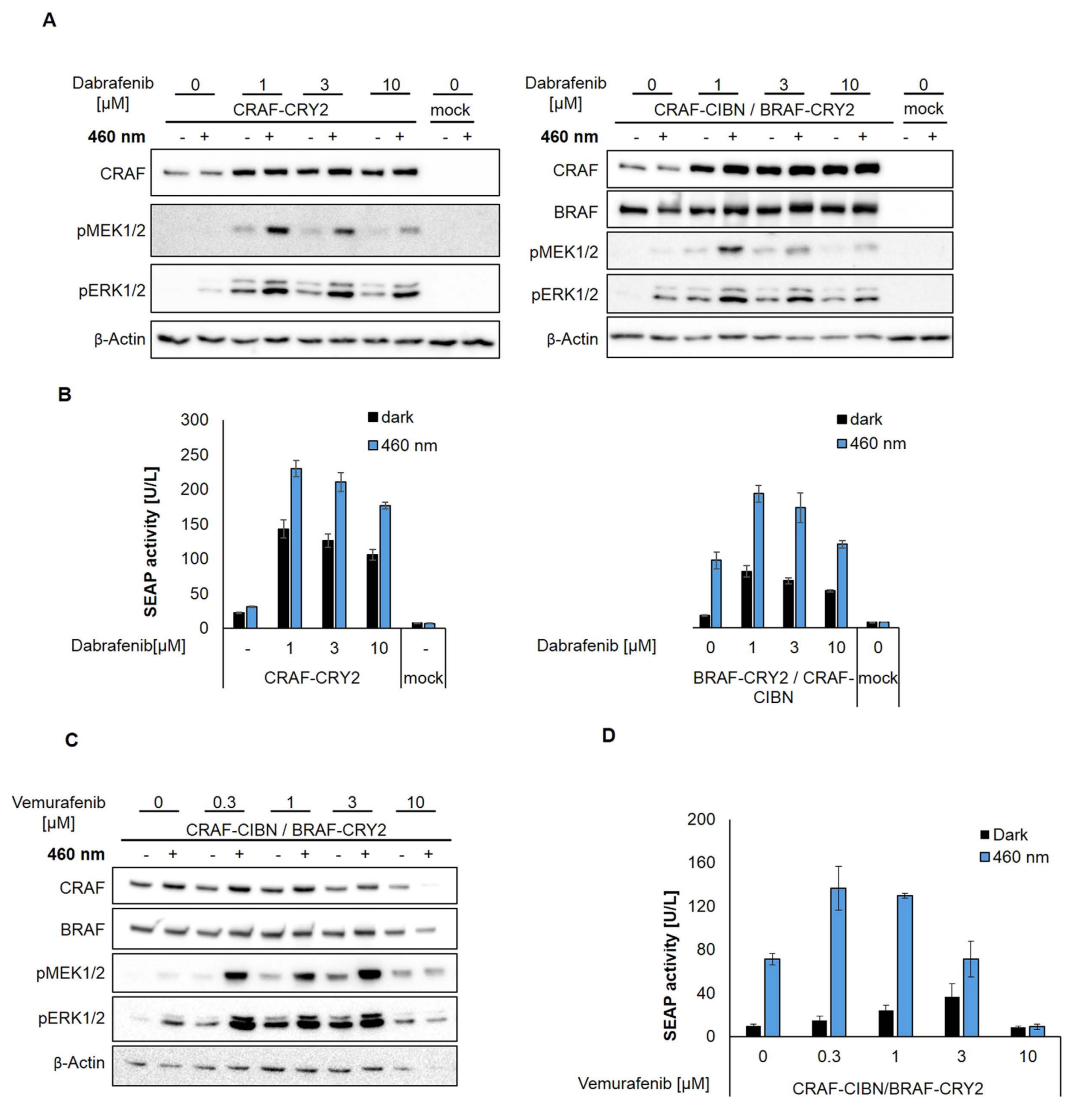 A
Dabrafenib [µM] 0 1 3 10 0
CRAF-CRY2 mock
460 nm - + - + - + - + - +
CRAF
pMEK1/2
pERK1/2
β-Actin
Dabrafenib [µM] 0 1 3 10 0
CRAF-CIBN / BRAF-CRY2 mock
460 nm - + - + - + - + - +
CRAF
BRAF
pMEK1/2
pERK1/2
β-Actin
B
SEAP activity [U/L]
300
250
200
150
100
50
0
dark
460 nm
Dabrafenib[µM] - 1 3 10 -
CRAF-CRY2 mock
dark
460 nm
Dabrafenib [µM] 0 1 3 10 0
BRAF-CRY2 / CRAF-
CIBN
mock
C
Vemurafenib
[µM]
0 0.3 1 3 10
CRAF-CIBN / BRAF-CRY2
460 nm - + - + - + - + - +
CRAF
BRAF
pMEK1/2
pERK1/2
β-Actin
D
SEAP activity [U/L]
200
160
120
80
40
0
Dark
460 nm
0 0.3 1 3 10
Vemurafenib [µM] CRAF-CIBN/BRAF-CRY2